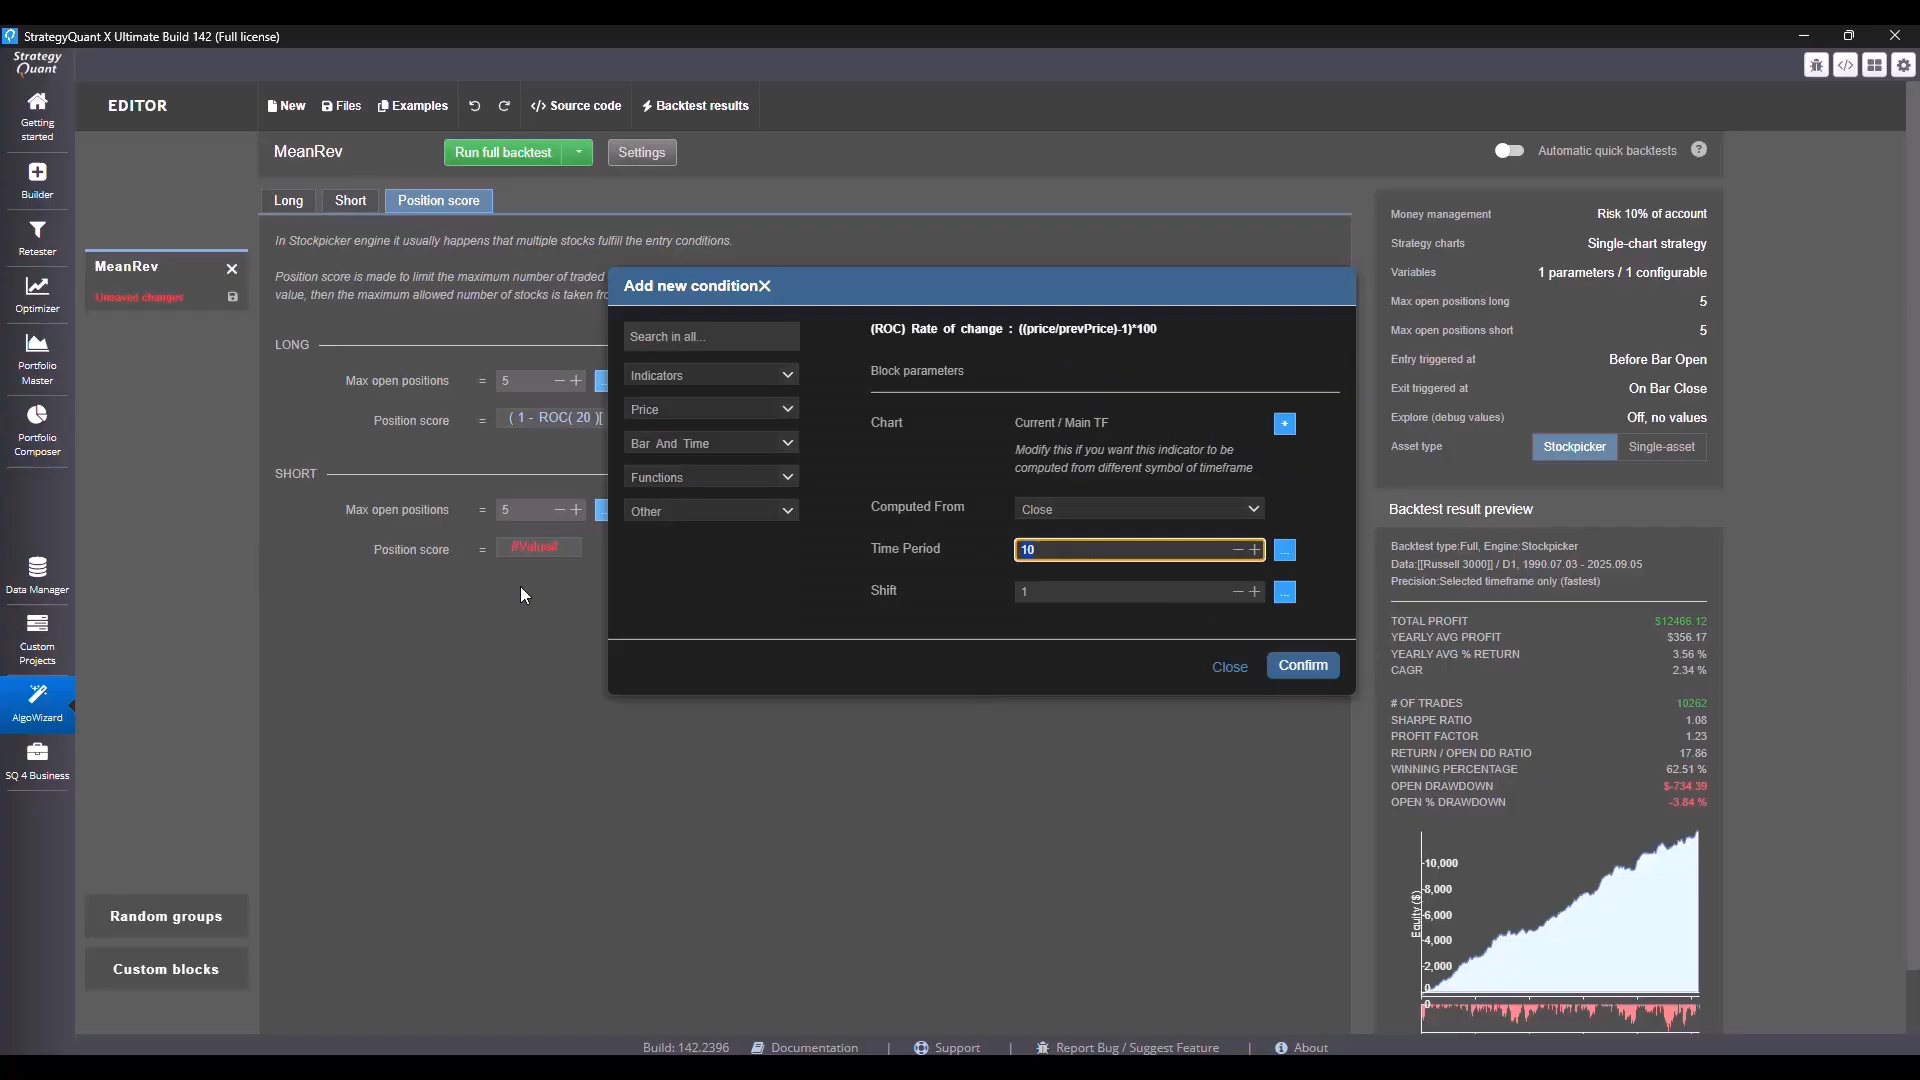 StrategyQuant X Ultimate Build 142 (Full license)
Strategy
Quant
EDITOR
New
Files
Examples
</> Source code
Backtest results
Getting
started
Builder
Retester
Optimizer
Portfolio
Master
Portfolio
Composer
Data Manager
Custom
Projects
AlgoWizard
SQ 4 Business
MeanRev
Unsaved changes
Random groups
Custom blocks
MeanRev
Run full backtest
Settings
Automatic quick backtests
?
Long
Short
Position score
In Stockpicker engine it usually happens that multiple stocks fulfill the entry conditions.
Position score is made to limit the maximum number of traded
value, then the maximum allowed number of stocks is taken fro
LONG
Max open positions = 5
Position score = ( 1 - ROC( 20 )[
SHORT
Max open positions = 5
Position score = #Value#
Add new condition
Search in all...
Indicators
Price
Bar And Time
Functions
Other
(ROC) Rate of change : ((price/prevPrice)-1)*100
Block parameters
Chart
Current / Main TF
+
Modify this if you want this indicator to be
computed from different symbol of timeframe
Computed From
Close
Time Period
10
...
Shift
1
...
Close
Confirm
Money management Risk 10% of account
Strategy charts Single-chart strategy
Variables 1 parameters / 1 configurable
Max open positions long 5
Max open positions short 5
Entry triggered at Before Bar Open
Exit triggered at On Bar Close
Explore (debug values) Off, no values
Asset type Stockpicker Single-asset
Backtest result preview
Backtest type:Full, Engine:Stockpicker
Data:[[Russell 3000]] / D1, 1990.07.03 - 2025.09.05
Precision:Selected timeframe only (fastest)
TOTAL PROFIT $12466.12
YEARLY AVG PROFIT $356.17
YEARLY AVG % RETURN 3.56 %
CAGR 2.34 %
# OF TRADES 10262
SHARPE RATIO 1.08
PROFIT FACTOR 1.23
RETURN / OPEN DD RATIO 17.86
WINNING PERCENTAGE 62.51 %
OPEN DRAWDOWN $-734.39
OPEN % DRAWDOWN -3.84 %
Equity ($)
10,000
8,000
6,000
4,000
2,000
0
0
Build: 142.2396
Documentation
|
Support
|
Report Bug / Suggest Feature
|
About